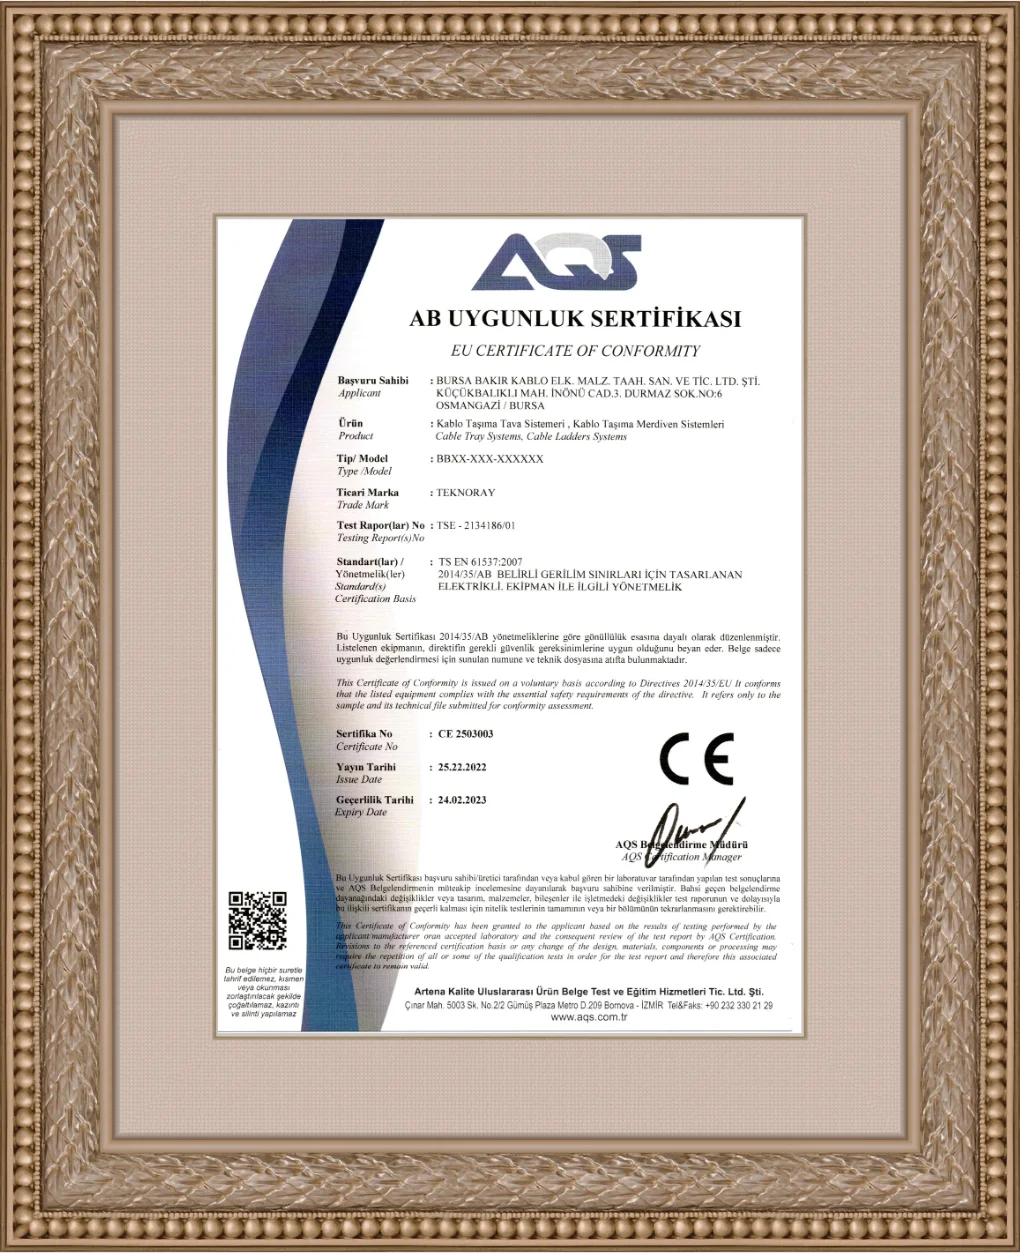 AQS
AB UYGUNLUK SERTİFİKASI
EU CERTIFICATE OF CONFORMITY
Başvuru Sahibi : BURSA BAKIR KABLO ELK. MALZ. TAAH. SAN. VE TİC. LTD. ŞTİ.
Applicant KÜÇÜKBALIKLI MAH. İNÖNÜ CAD.3. DURMAZ SOK.NO:6
OSMANGAZİ / BURSA
Ürün : Kablo Taşıma Tava Sistemeri , Kablo Taşıma Merdiven Sistemleri
Product Cable Tray Systems, Cable Ladders Systems
Tip/ Model : BBXX-XXX-XXXXXX
Type /Model
Ticari Marka : TEKNORAY
Trade Mark
Test Rapor(lar) No : TSE - 2134186/01
Testing Report(s)No
Standart(lar) / : TS EN 61537:2007
Yönetmelik(ler) 2014/35/AB BELİRLİ GERİLİM SINIRLARI İÇİN TASARLANAN
Standard(s) ELEKTRİKLİ. EKİPMAN İLE İLGİLİ YÖNETMELİK
Certification Basis
Bu Uygunluk Sertifikası 2014/35/AB yönetmeliklerine göre gönüllülük esasına dayalı olarak düzenlenmiştir.
Listelenen ekipmanın, direktifin gerekli güvenlik gereksinimlerine uygun olduğunu beyan eder. Belge sadece
uygunluk değerlendirmesi için sunulan numune ve teknik dosyasına atıfta bulunmaktadır.
This Certificate of Conformity is issued on a voluntary basis according to Directives 2014/35/EU It conforms
that the listed equipment complies with the essential safety requirements of the directive. It refers only to the
sample and its technical file submitted for conformity assessment.
Sertifika No : CE 2503003
Certificate No
Yayın Tarihi : 25.22.2022
Issue Date
Geçerlilik Tarihi : 24.02.2023
Expiry Date
CE
AQS Belgelendirme Müdürü
AQS Certification Manager
Bu Uygunluk Sertifikası başvuru sahibi/üretici tarafından veya kabul gören bir laboratuvar tarafından yapılan test sonuçlarına
ve AQS Belgelendirmenin müteakip incelemesine dayanılarak başvuru sahibine verilmiştir. Bahsi geçen belgelendirme
dayanağındaki değişiklikler veya tasarım, malzemeler, bileşenler ile işletmedeki değişiklikler test raporunun ve dolayısıyla
bu ilişkili sertifikanın geçerli kalması için nitelik testlerinin tamamının veya bir bölümünün tekrarlanmasını gerektirebilir.
This Certificate of Conformity has been granted to the applicant based on the results of testing performed by the
applicant/manufacturer oran accepted laboratory and the consequent review of the test report by AQS Certification.
Revisions to the referenced certification basis or any change of the design, materials, components or processing may
require the repetition of all or some of the qualification tests in order for the test report and therefore this associated
certificate to remain valid.
Bu belge hiçbir suretle
tahrif edilemez, kısmen
veya okunması
zorlaştırılacak şekilde
çoğaltılamaz, kazıntı
ve silinti yapılamaz
Artena Kalite Uluslararası Ürün Belge Test ve Eğitim Hizmetleri Tic. Ltd. Şti.
Çınar Mah. 5003 Sk. No.2/2 Gümüş Plaza Metro D.209 Bornova - İZMİR Tel&Faks: +90 232 330 21 29
www.aqs.com.tr